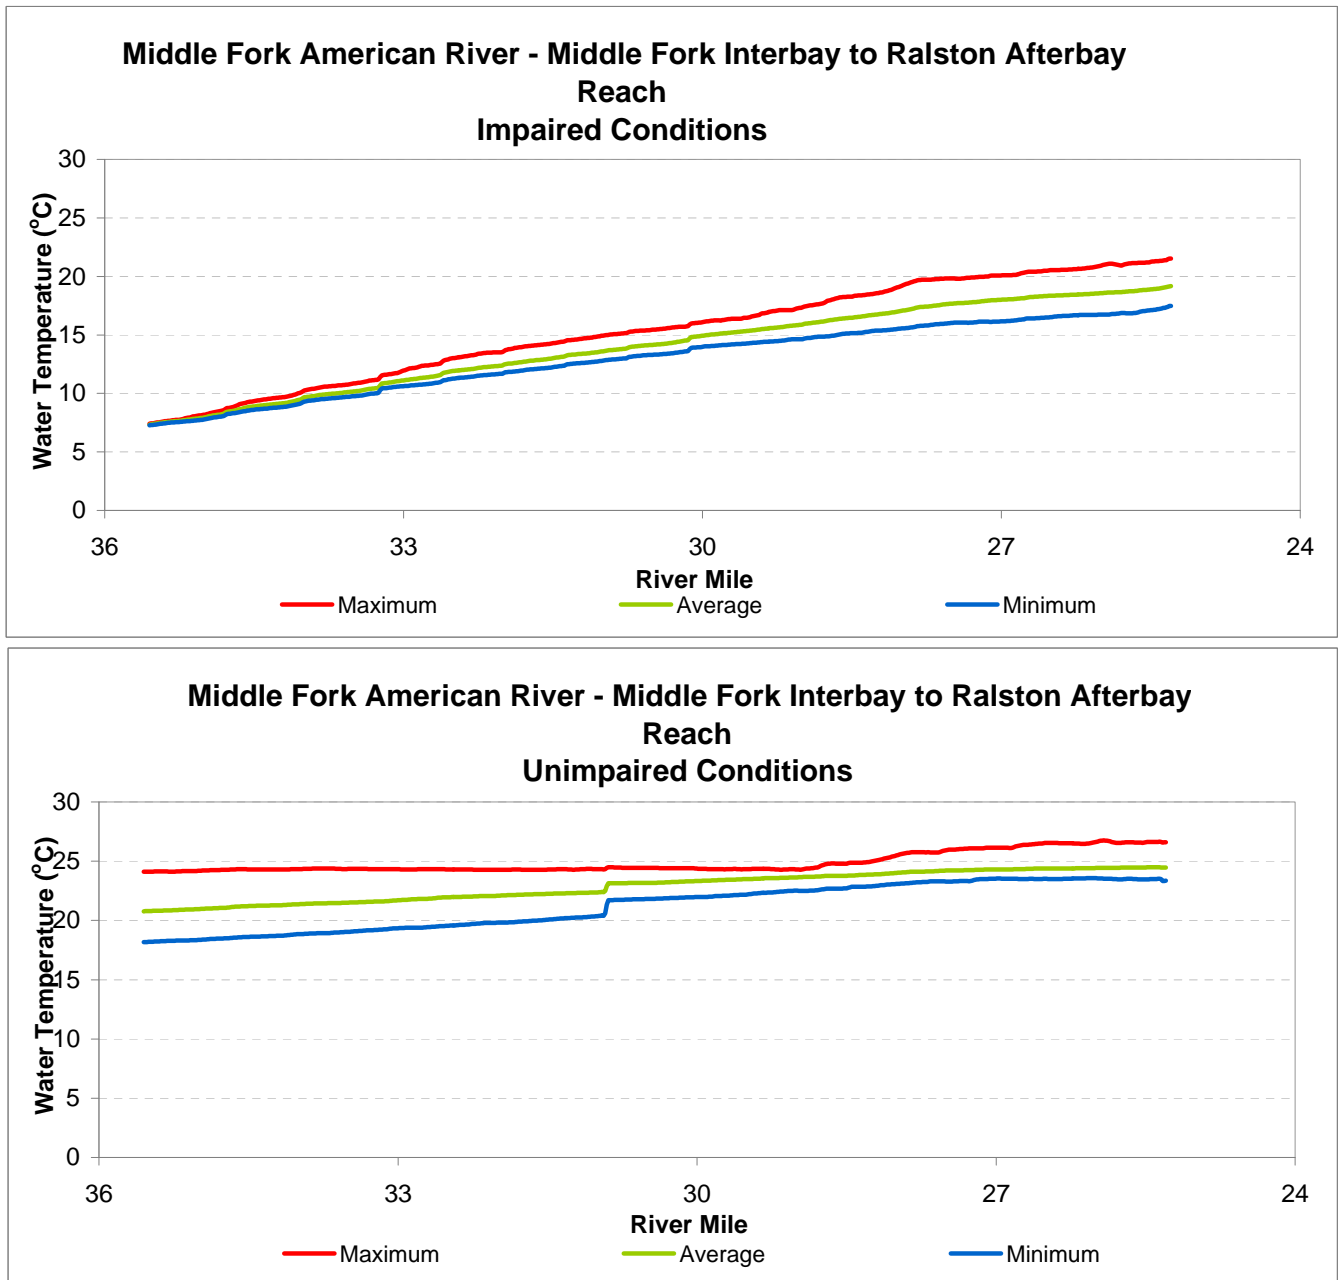 Middle Fork American River - Middle Fork Interbay to Ralston Afterbay
Reach
Impaired Conditions
Water Temperature (°C)
30
25
20
15
10
5
0
36 33 30 27 24
River Mile
Maximum Average Minimum
Middle Fork American River - Middle Fork Interbay to Ralston Afterbay
Reach
Unimpaired Conditions
Water Temperature (°C)
30
25
20
15
10
5
0
36 33 30 27 24
River Mile
Maximum Average Minimum